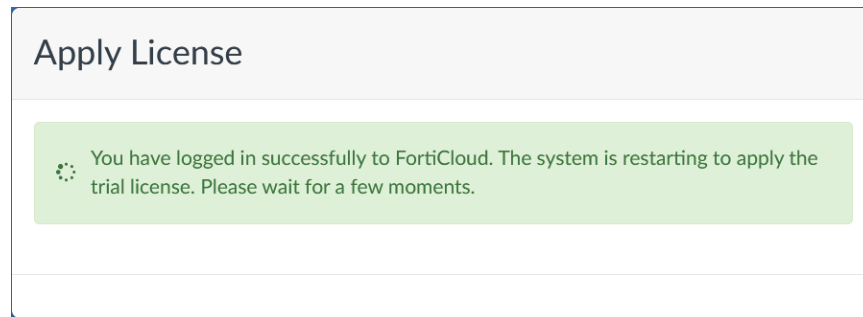 Apply License
You have logged in successfully to FortiCloud. The system is restarting to apply the
trial license. Please wait for a few moments.